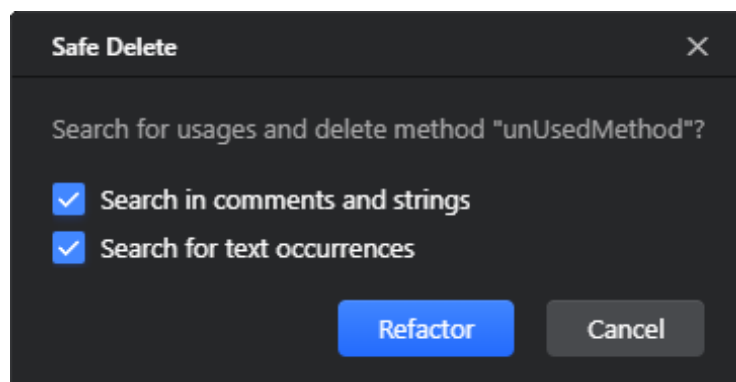 Safe Delete
Search for usages and delete method "unUsedMethod"?
Search in comments and strings
Search for text occurrences
Refactor Cancel